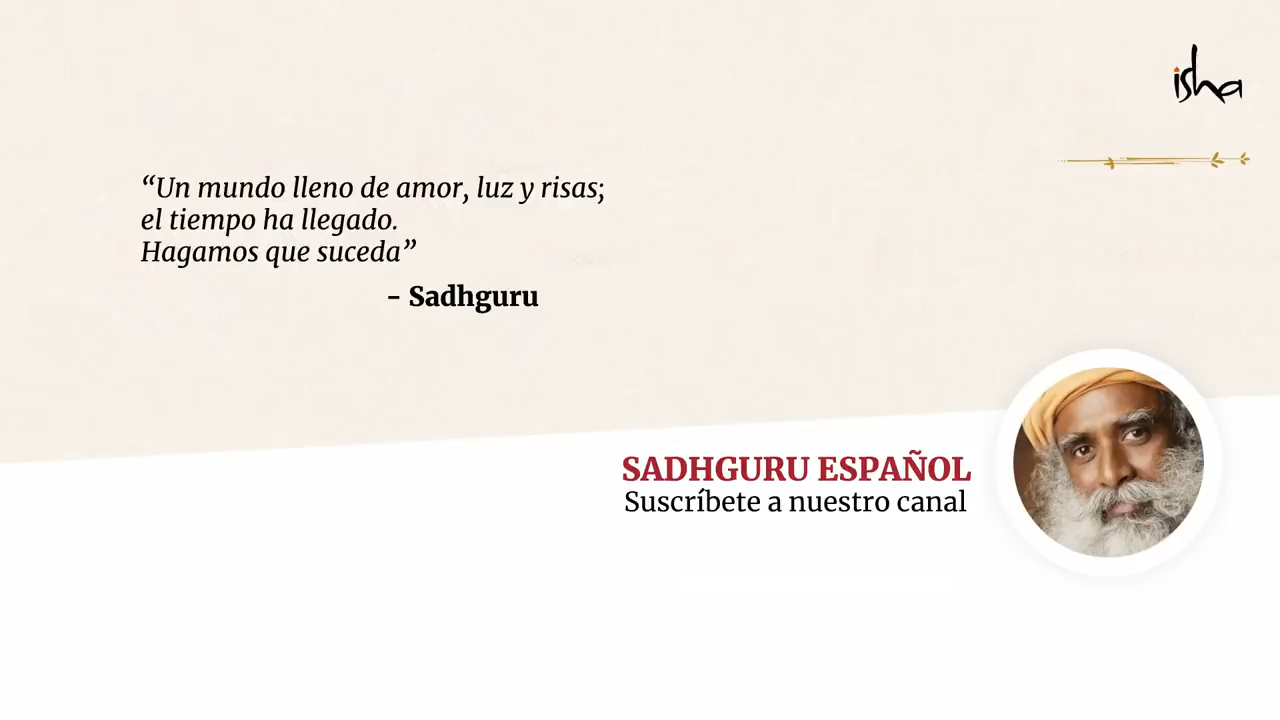 isha
“Un mundo lleno de amor, luz y risas;
el tiempo ha llegado.
Hagamos que suceda”
- Sadhguru
SADHGURU ESPAÑOL
Suscríbete a nuestro canal